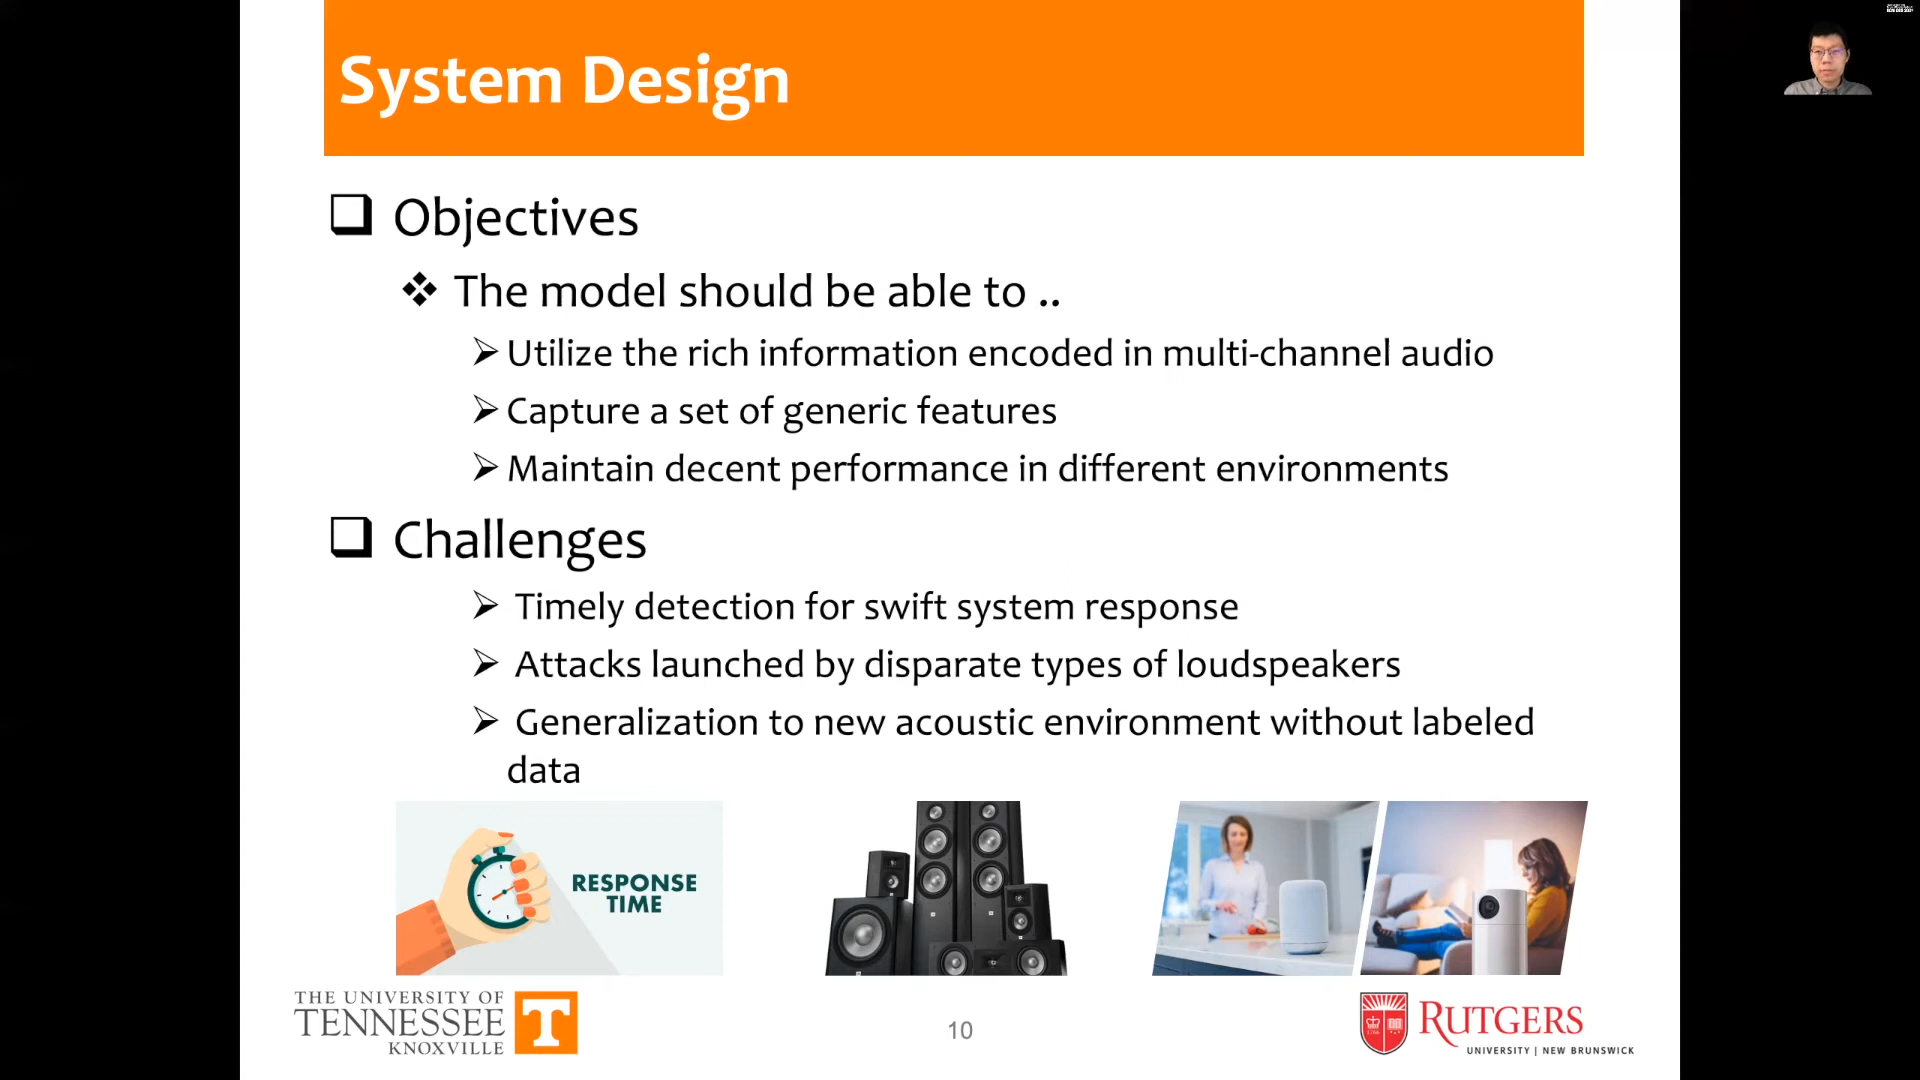 System Design
Objectives
The model should be able to ..
Utilize the rich information encoded in multi-channel audio
Capture a set of generic features
Maintain decent performance in different environments
Challenges
Timely detection for swift system response
Attacks launched by disparate types of loudspeakers
Generalization to new acoustic environment without labeled
data
RESPONSE
TIME
THE UNIVERSITY OF
TENNESSEE
KNOXVILLE
T
10
RUTGERS
UNIVERSITY | NEW BRUNSWICK